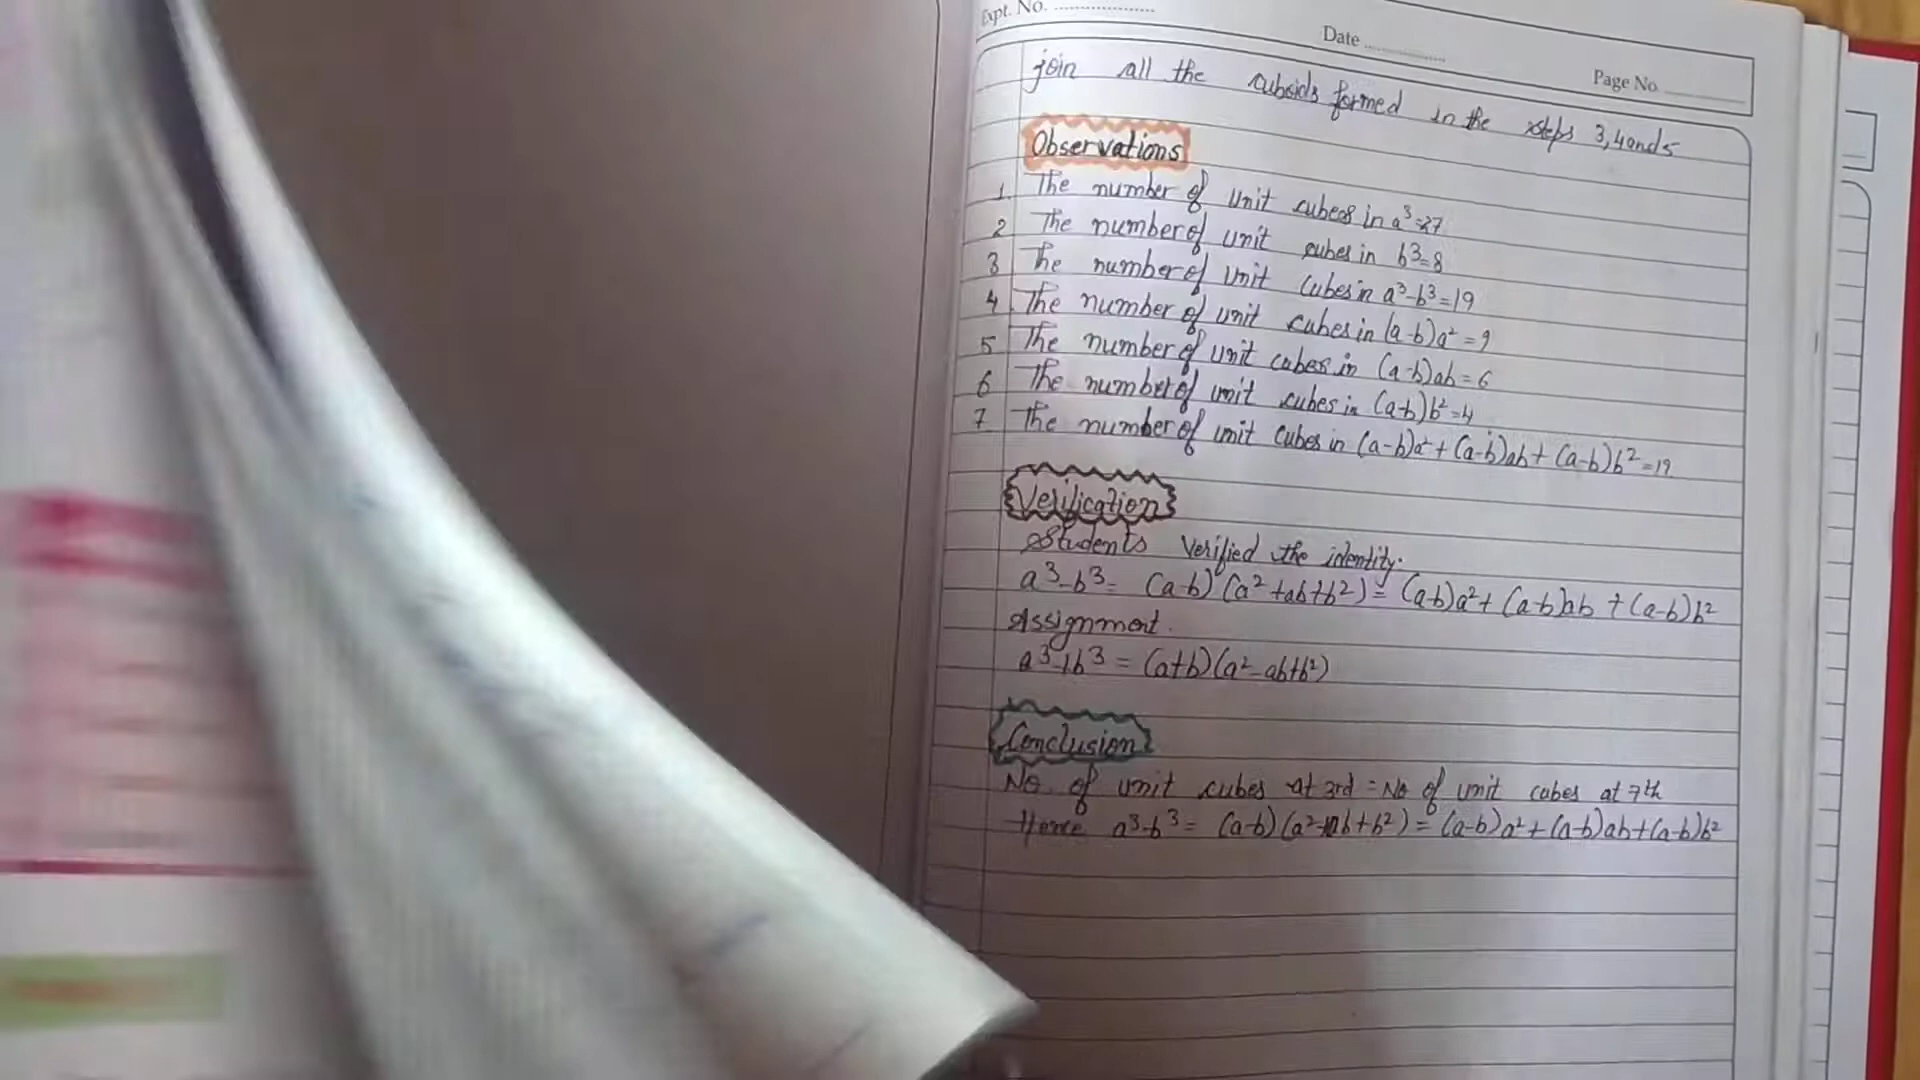 Expt. No.
Date
Page No.
join all the cuboids formed in the steps 3,4 and 5
Observations
1. The number of unit cubes in a³=27
2 The number of unit cubes in b³=8
3 The number of unit Cubes in a³-b³=19
4. The number of unit cubes in (a-b)a² = 9
5 The number of unit cubes in (a-b)ab = 6
6 The number of unit cubes in (a-b)b²=4
7 The number of unit Cubes in (a-b)a² + (a-b)ab + (a-b)b²=19
Verification
Students Verified the identity.
a³-b³= (a-b) (a² +ab+b²) = (a-b)a² + (a-b)ab + (a-b)b²
Assignment.
a³+b³ = (a+b)(a²-ab+b²)
Conclusion
No of unit cubes at 3rd = No of unit cubes at 7th
Hence a³-b³= (a-b) (a²+ab+b²) = (a-b)a² + (a-b)ab+(a-b)b²